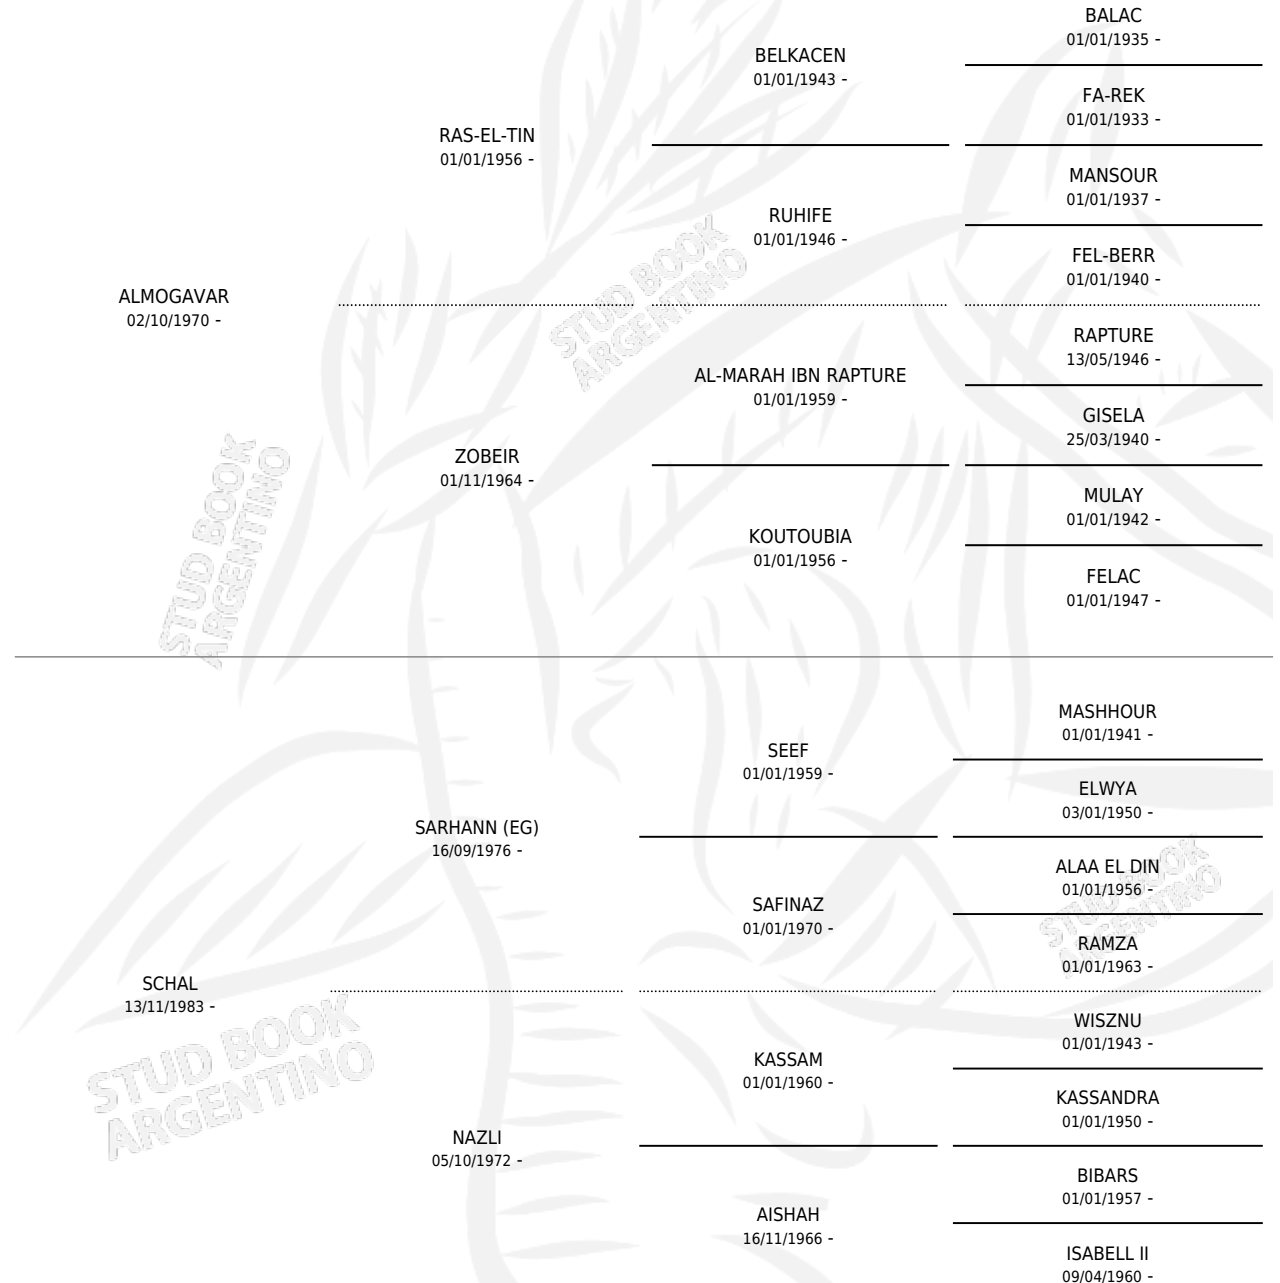 BALAC
01/01/1935 -
BELKACEN
01/01/1943 -
FA-REK
01/01/1933 -
RAS-EL-TIN
01/01/1956 -
MANSOUR
01/01/1937 -
RUHIFE
01/01/1946 -
FEL-BERR
01/01/1940 -
ALMOGAVAR
02/10/1970 -
RAPTURE
13/05/1946 -
AL-MARAH IBN RAPTURE
01/01/1959 -
GISELA
25/03/1940 -
ZOBEIR
01/11/1964 -
MULAY
01/01/1942 -
KOUTOUBIA
01/01/1956 -
FELAC
01/01/1947 -
STUD BOOK
ARGENTINO
STUD BOOK
ARGENTINO
MASHHOUR
01/01/1941 -
SEEF
01/01/1959 -
ELWYA
03/01/1950 -
SARHANN (EG)
16/09/1976 -
ALAA EL DIN
01/01/1956 -
SAFINAZ
01/01/1970 -
RAMZA
01/01/1963 -
SCHAL
13/11/1983 -
WISZNU
01/01/1943 -
KASSAM
01/01/1960 -
KASSANDRA
01/01/1950 -
NAZLI
05/10/1972 -
BIBARS
01/01/1957 -
AISHAH
16/11/1966 -
ISABELL II
09/04/1960 -
STUD BOOK
ARGENTINO
STUD BOOK
ARGENTINO